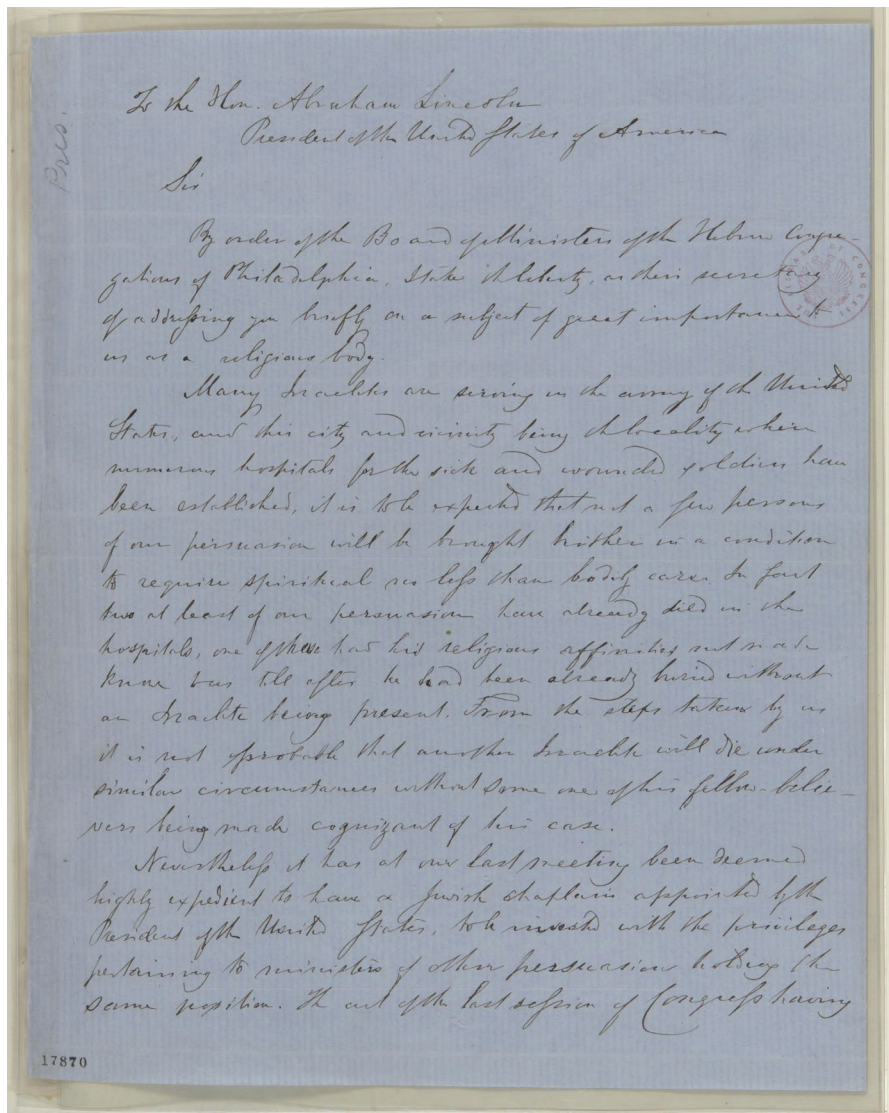 Pres.
To the Hon. Abraham Lincoln
President of the United States of America
Sir
By order of the Board of Ministers of the Hebrew Congre-
gations of Philadelphia, I take the liberty, as their secretary
of addressing you briefly on a subject of great importance to
us as a religious body.
Many Israelites are serving in the army of the United
States, and this city and vicinity being the locality where
numerous hospitals for the sick and wounded soldiers have
been established, it is to be expected that not a few persons
of our persuasion will be brought hither in a condition
to require spiritual no less than bodily care. In fact
two at least of our persuasion have already died in the
hospitals, one of whom had his religious affinities not made
know to us till after he had been already buried without
an Israelite being present. From the steps taken by us
it is not probable that another Israelite will die under
similar circumstances without some one of his fellow-belie-
vers being made cognizant of his case.
Nevertheless it has at our last meeting been deemed
highly expedient to have a Jewish chaplain appointed by the
President of the United States, to be invested with the privileges
pertaining to ministers of other persuasion holding the
same position. The act of the last session of Congress having
LIBRARY OF CONGRESS
17870